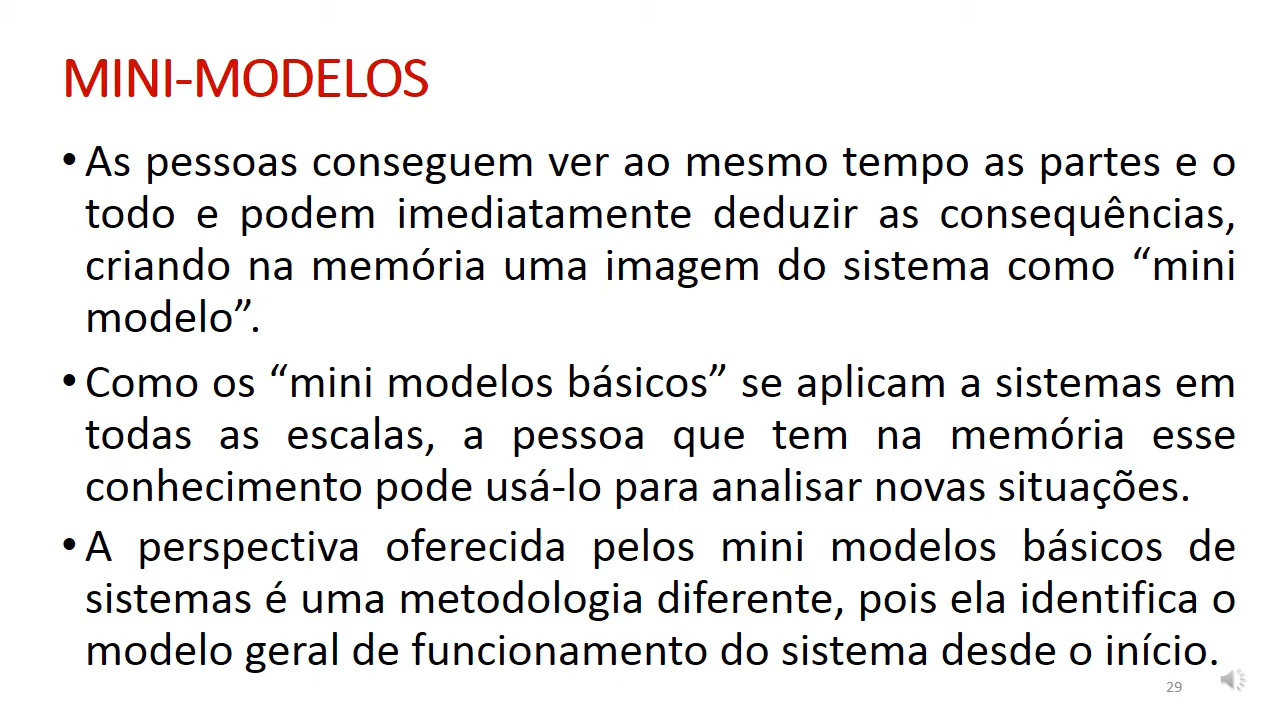 MINI-MODELOS
•As pessoas conseguem ver ao mesmo tempo as partes e o
todo e podem imediatamente deduzir as consequências,
criando na memória uma imagem do sistema como “mini
modelo”.
•Como os “mini modelos básicos” se aplicam a sistemas em
todas as escalas, a pessoa que tem na memória esse
conhecimento pode usá-lo para analisar novas situações.
•A perspectiva oferecida pelos mini modelos básicos de
sistemas é uma metodologia diferente, pois ela identifica o
modelo geral de funcionamento do sistema desde o início.
29